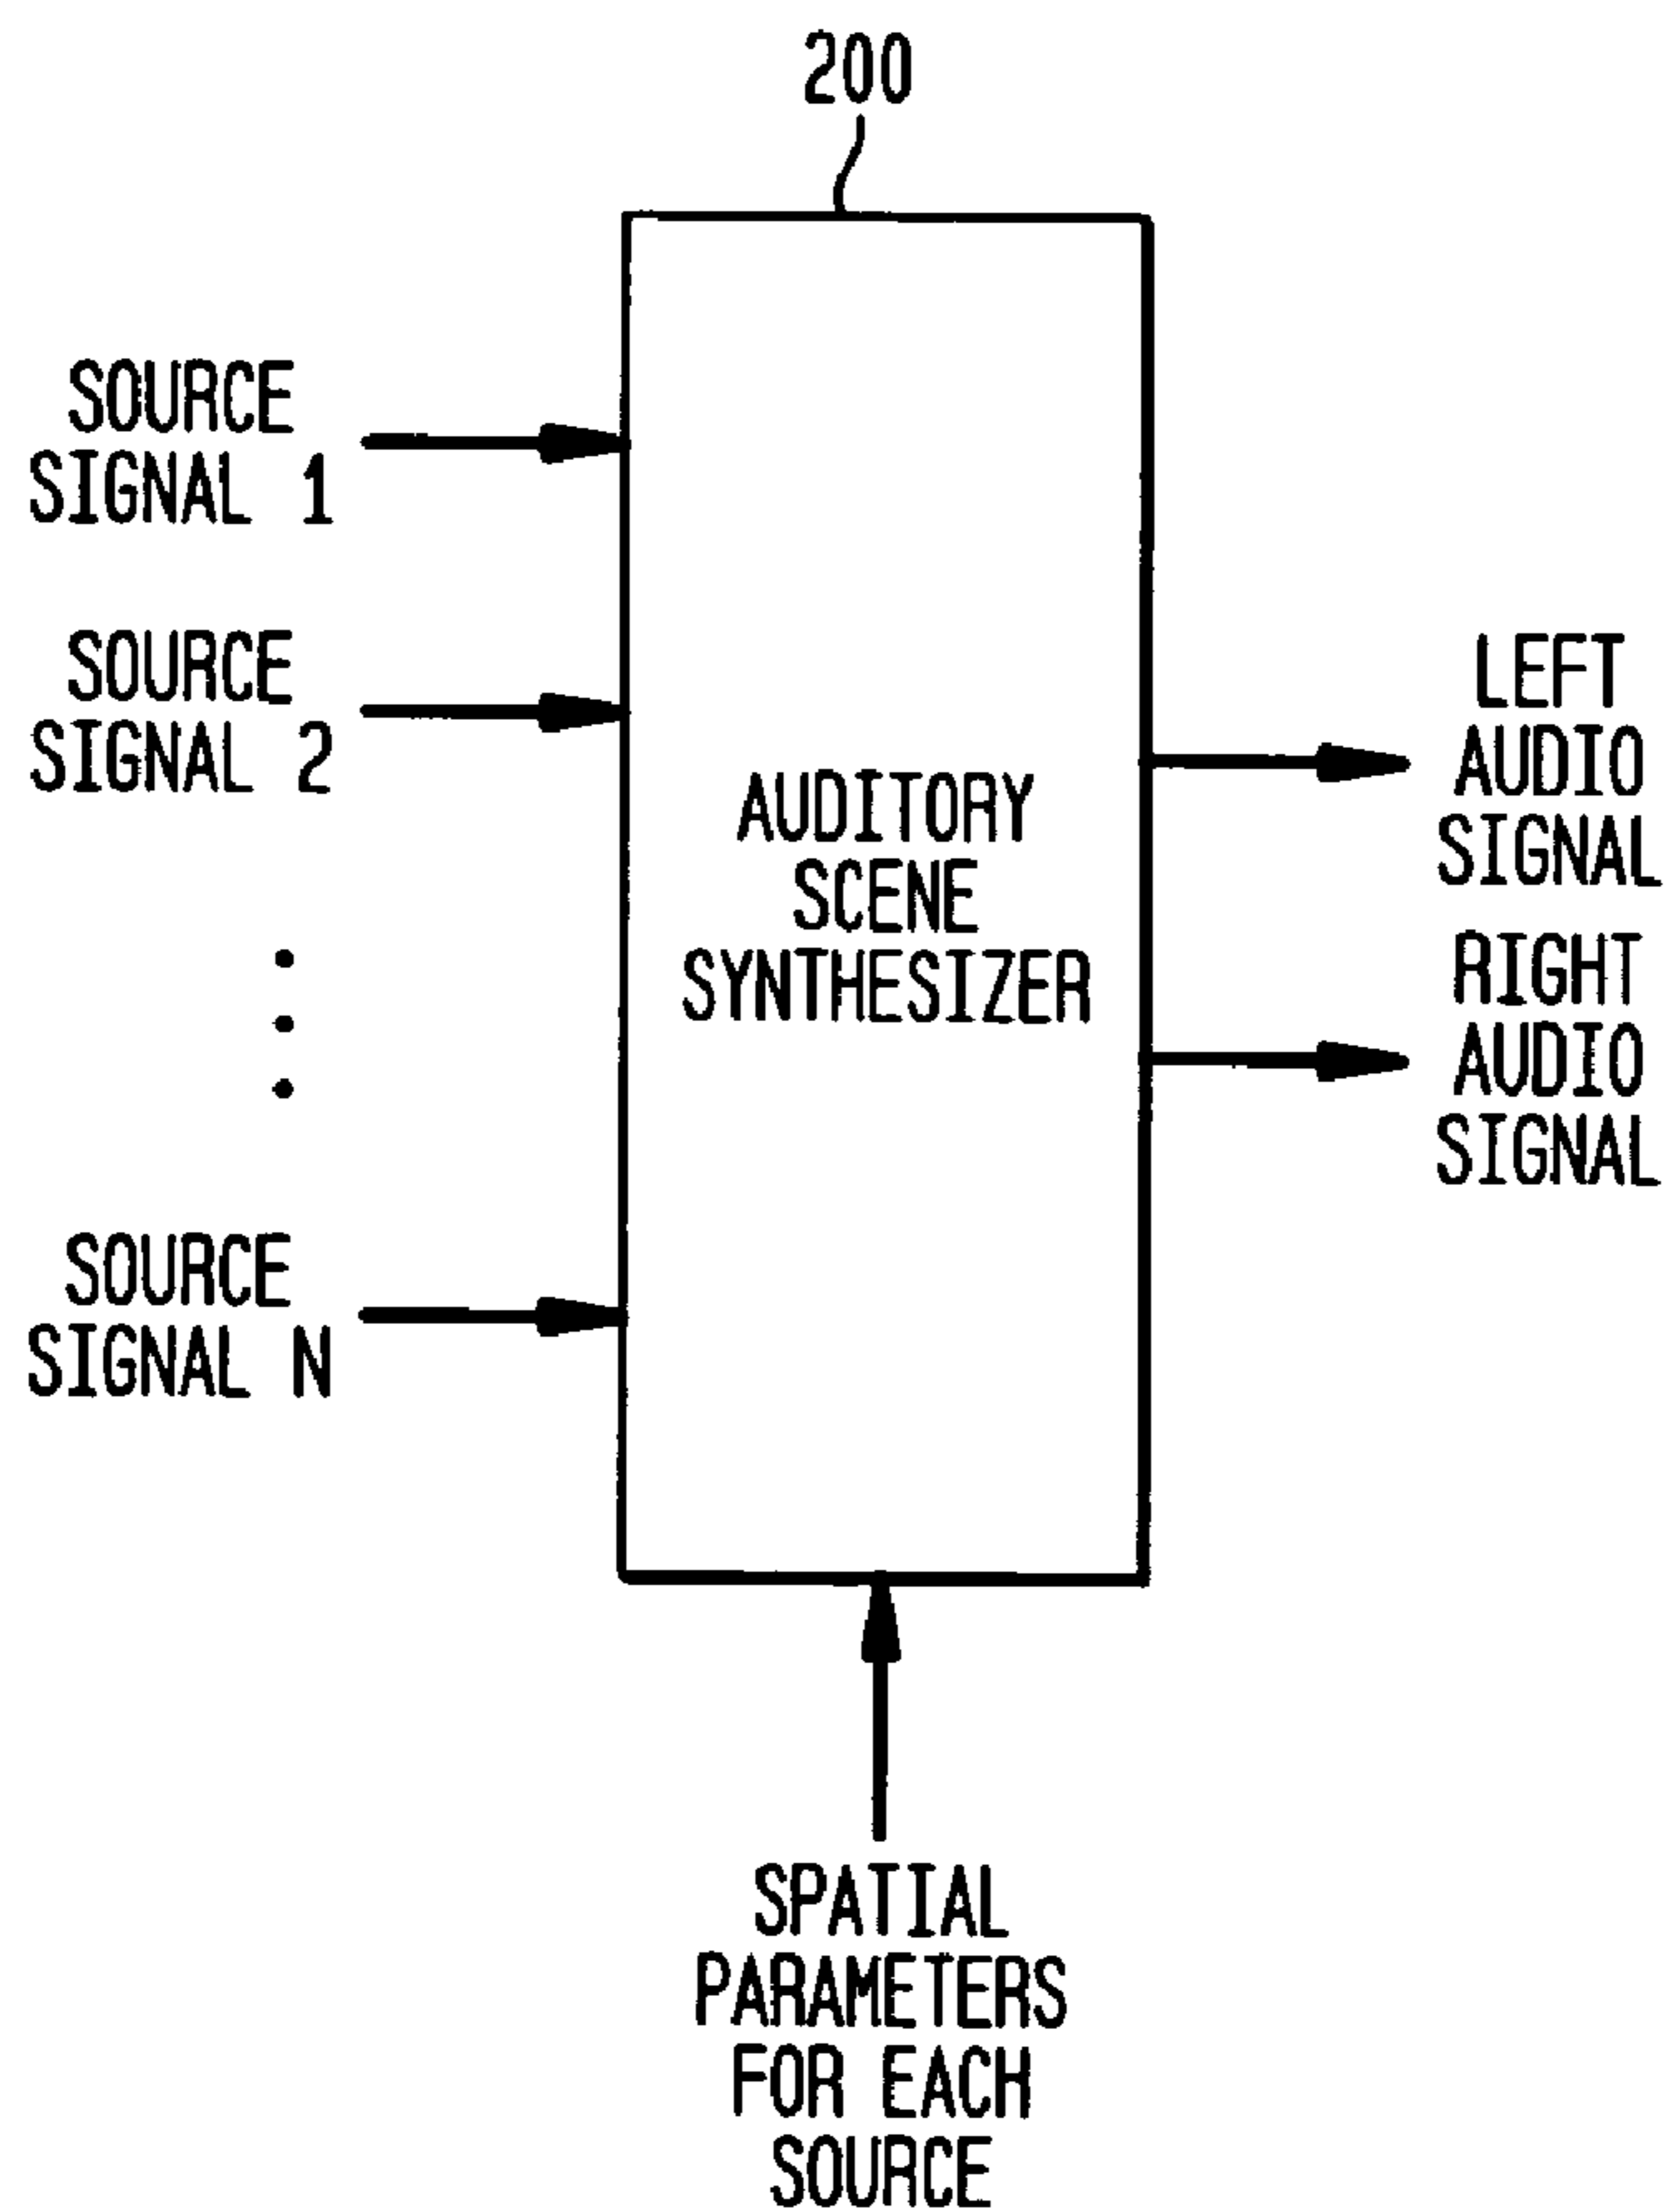 200
SOURCE
SIGNAL 1
SOURCE
SIGNAL 2
SOURCE
SIGNAL N
AUDITORY
SCENE
SYNTHESIZER
LEFT
AUDIO
SIGNAL
RIGHT
AUDIO
SIGNAL
SPATIAL
PARAMETERS
FOR EACH
SOURCE